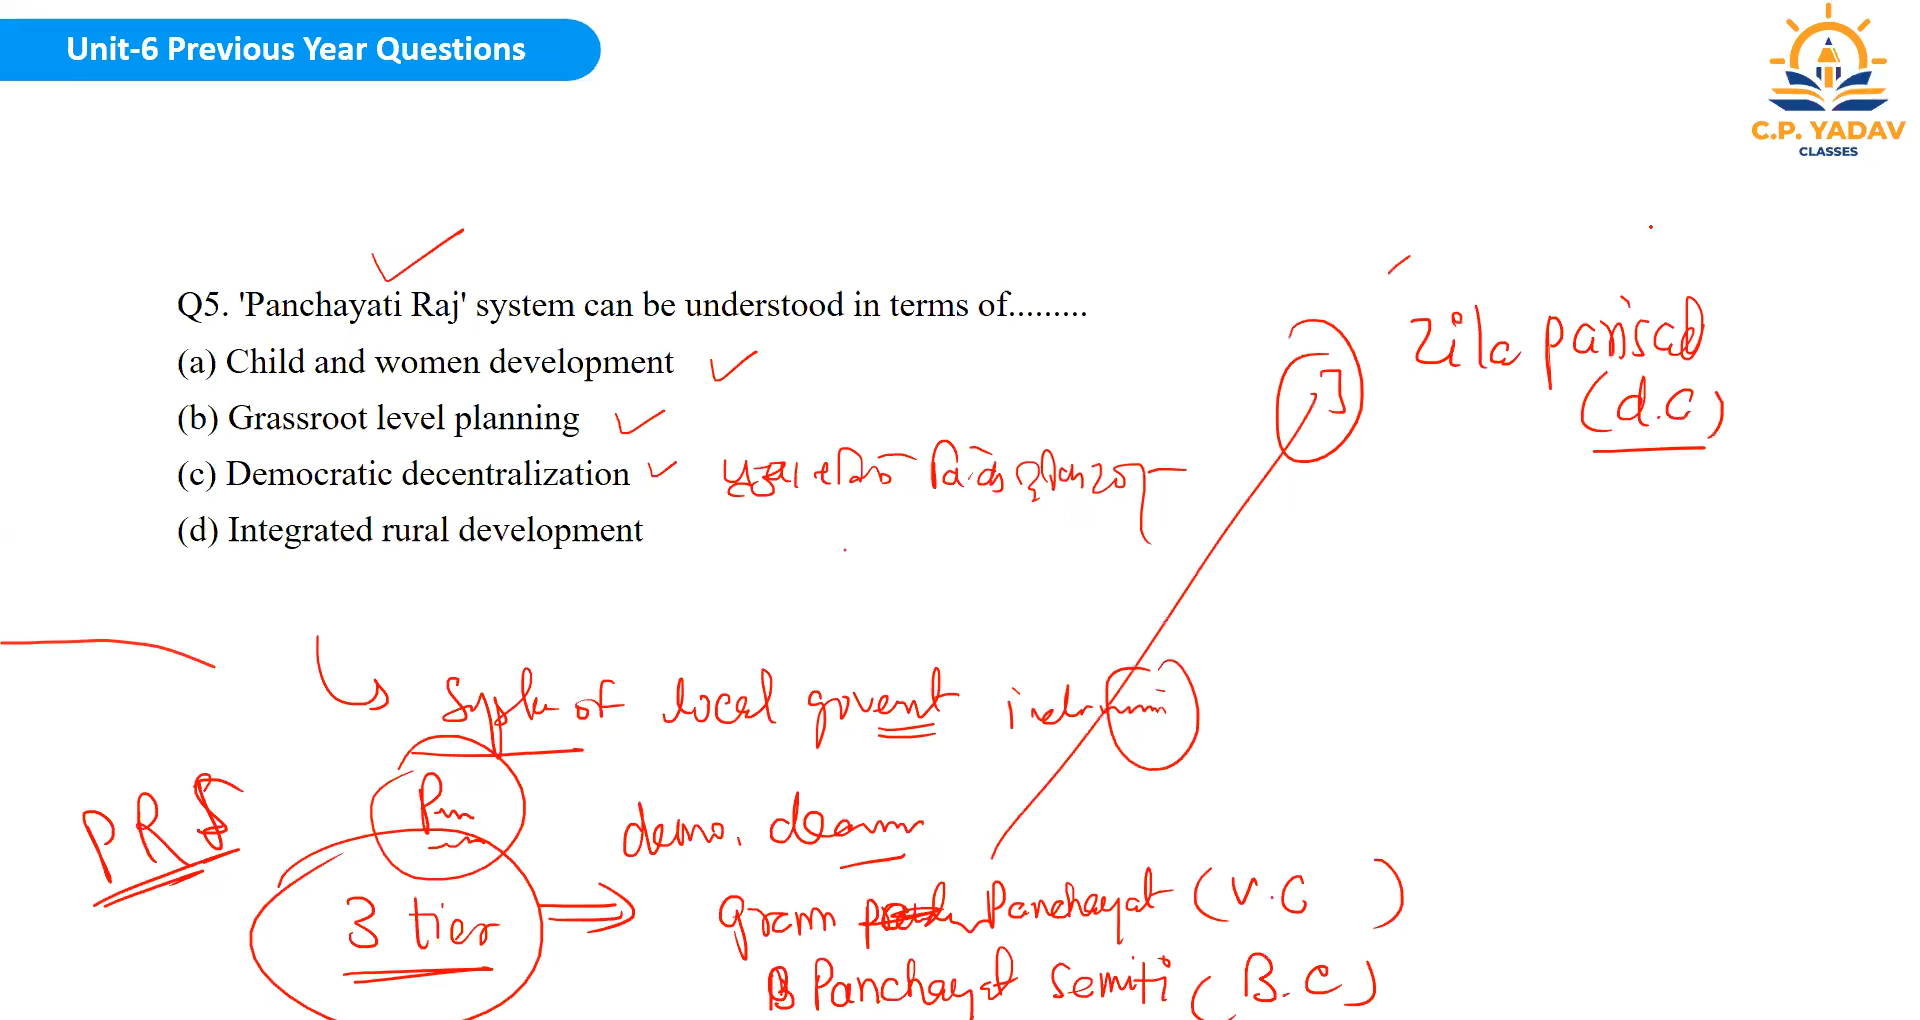 Unit-6 Previous Year Questions
C.P. YADAV
CLASSES
Q5. 'Panchayati Raj' system can be understood in terms of.........
(a) Child and women development
(b) Grassroot level planning
(c) Democratic decentralization
(d) Integrated rural development
Zila parisad
(d.c)
of local
PRS
demo.
3 tier
gram Panchayat (V.C )
Panchayat Semiti (B.C)